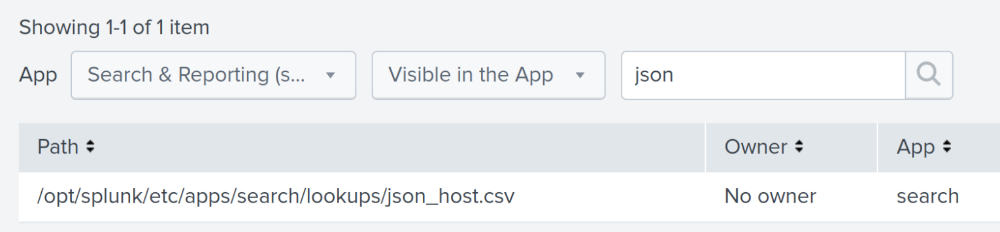 Showing 1-1 of 1 item
App Search & Reporting (s... Visible in the App json
Path Owner App
/opt/splunk/etc/apps/search/lookups/json_host.csv No owner search